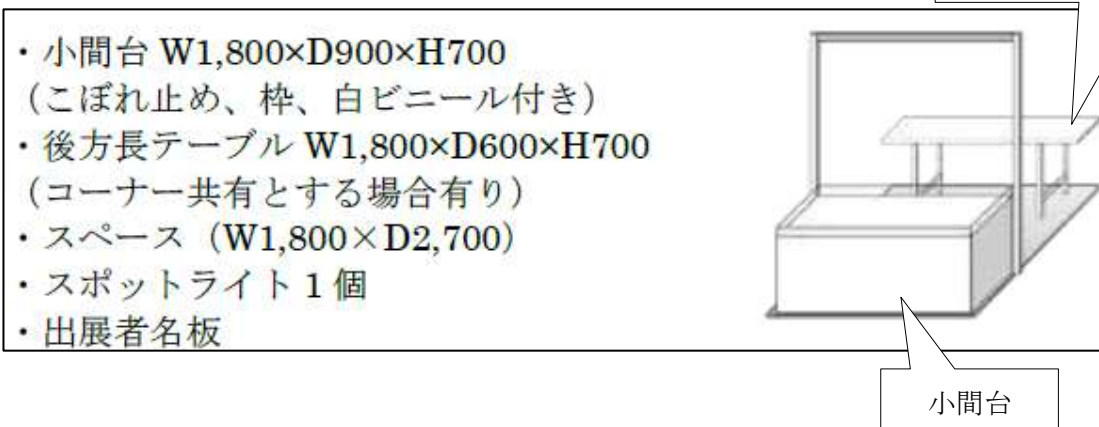 ・小間台 W1,800×D900×H700
（こぼれ止め、枠、白ビニール付き）
・後方長テーブル W1,800×D600×H700
（コーナー共有とする場合有り）
・スペース（W1,800×D2,700）
・スポットライト 1 個
・出展者名板
小間台